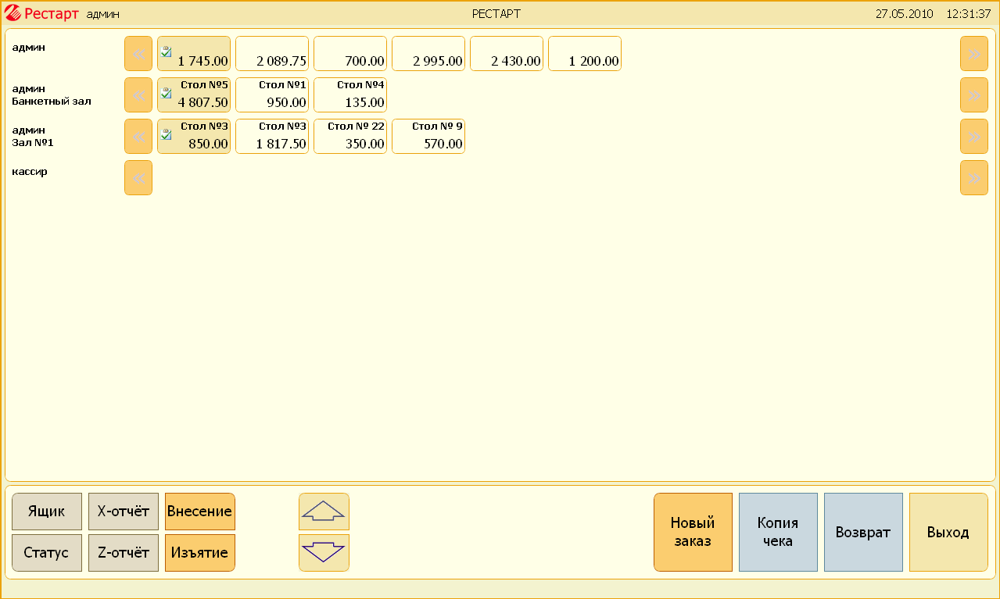 Рестарт админ РЕСТАРТ 27.05.2010 12:31:37
админ
1 745.00 2 089.75 700.00 2 995.00 2 430.00 1 200.00
админ Стол №5 Стол №1 Стол №4
Банкетный зал 4 807.50 950.00 135.00
админ Стол №3 Стол №3 Стол № 22 Стол № 9
Зал №1 850.00 1 817.50 350.00 570.00
кассир
Ящик Х-отчёт Внесение
Статус Z-отчёт Изъятие
Новый
заказ
Копия
чека
Возврат
Выход